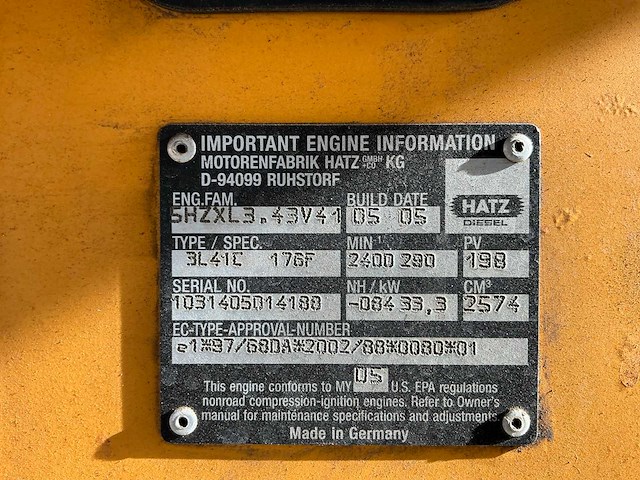 IMPORTANT ENGINE INFORMATION
MOTORENFABRIK HATZ GMBH +CO KG
D-94099 RUHSTORF
HATZ
DIESEL
ENG.FAM. BUILD DATE
5HZXL3.43V41 05 05
TYPE / SPEC. MIN⁻¹ PV
3L41C 176F 2400 290 198
SERIAL NO. NH / kW CM³
1031405014188 -084 33,3 2574
EC-TYPE-APPROVAL-NUMBER
e1*97/68DA*2002/88*0080*01
This engine conforms to MY 05 U.S. EPA regulations
nonroad compression-ignition engines. Refer to Owner's
manual for maintenance specifications and adjustments
Made in Germany